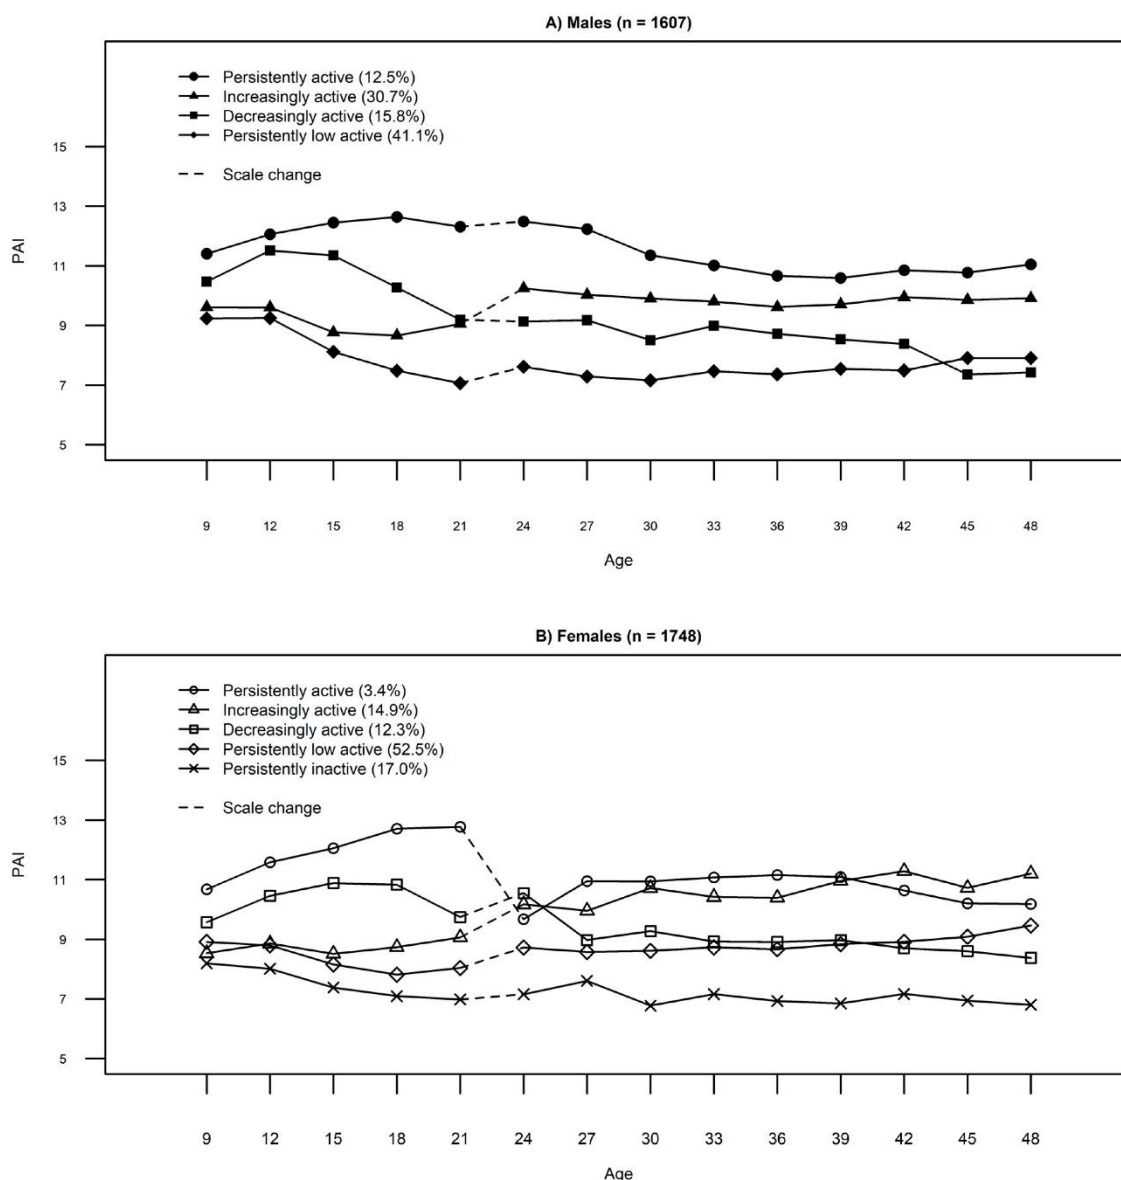 A) Males (n = 1607)
Persistently active (12.5%)
Increasingly active (30.7%)
Decreasingly active (15.8%)
Persistently low active (41.1%)
Scale change
15
13
11
9
7
5
PAI
9 12 15 18 21 24 27 30 33 36 39 42 45 48
Age
B) Females (n = 1748)
Persistently active (3.4%)
Increasingly active (14.9%)
Decreasingly active (12.3%)
Persistently low active (52.5%)
Persistently inactive (17.0%)
Scale change
15
13
11
9
7
5
PAI
9 12 15 18 21 24 27 30 33 36 39 42 45 48
Age